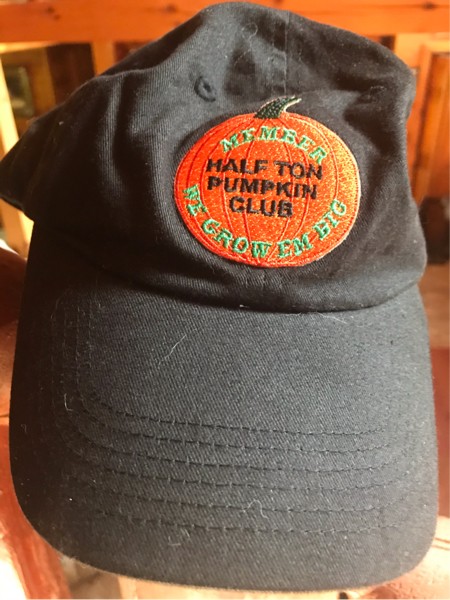 MEMBER
HALF TON
PUMPKIN
CLUB
WE GROW EM BIG